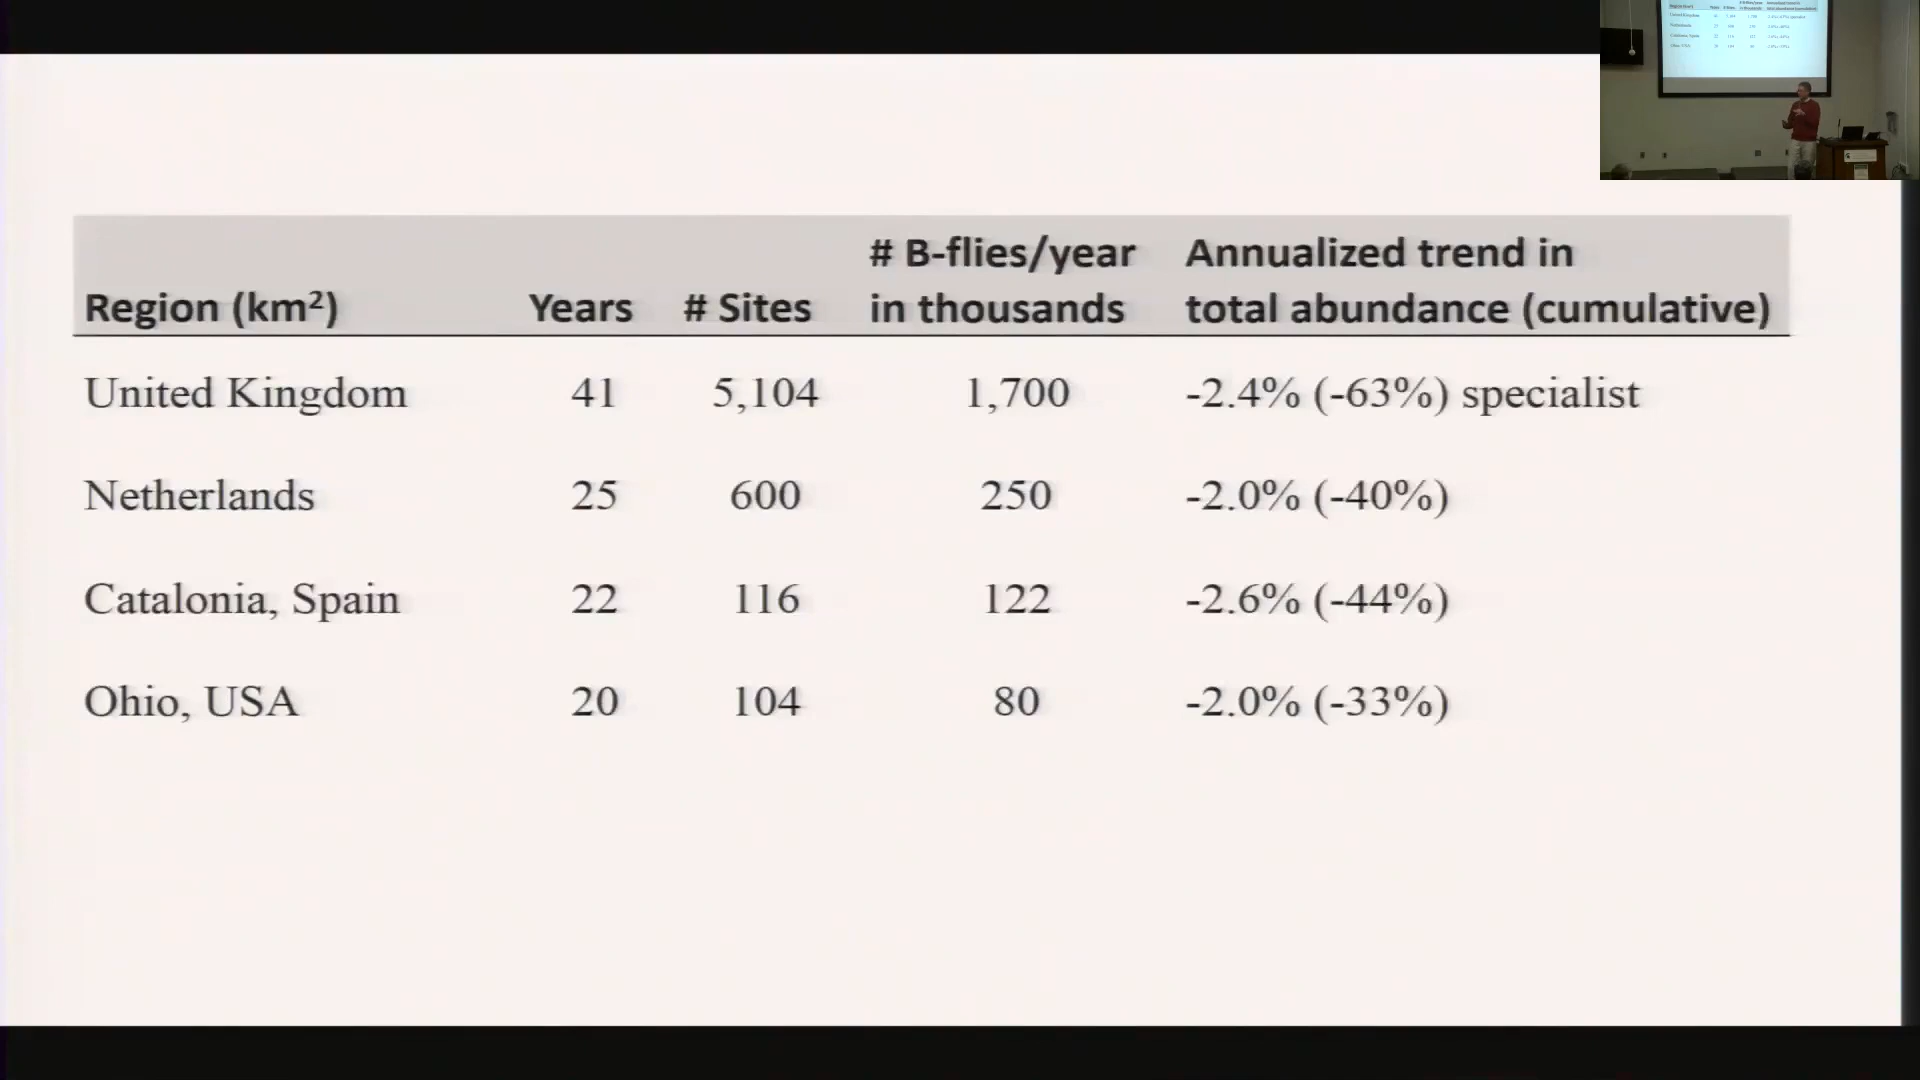 # B-flies/year Annualized trend in
Region (km²) Years # Sites in thousands total abundance (cumulative)
United Kingdom 41 5,104 1,700 -2.4% (-63%) specialist
Netherlands 25 600 250 -2.0% (-40%)
Catalonia, Spain 22 116 122 -2.6% (-44%)
Ohio, USA 20 104 80 -2.0% (-33%)